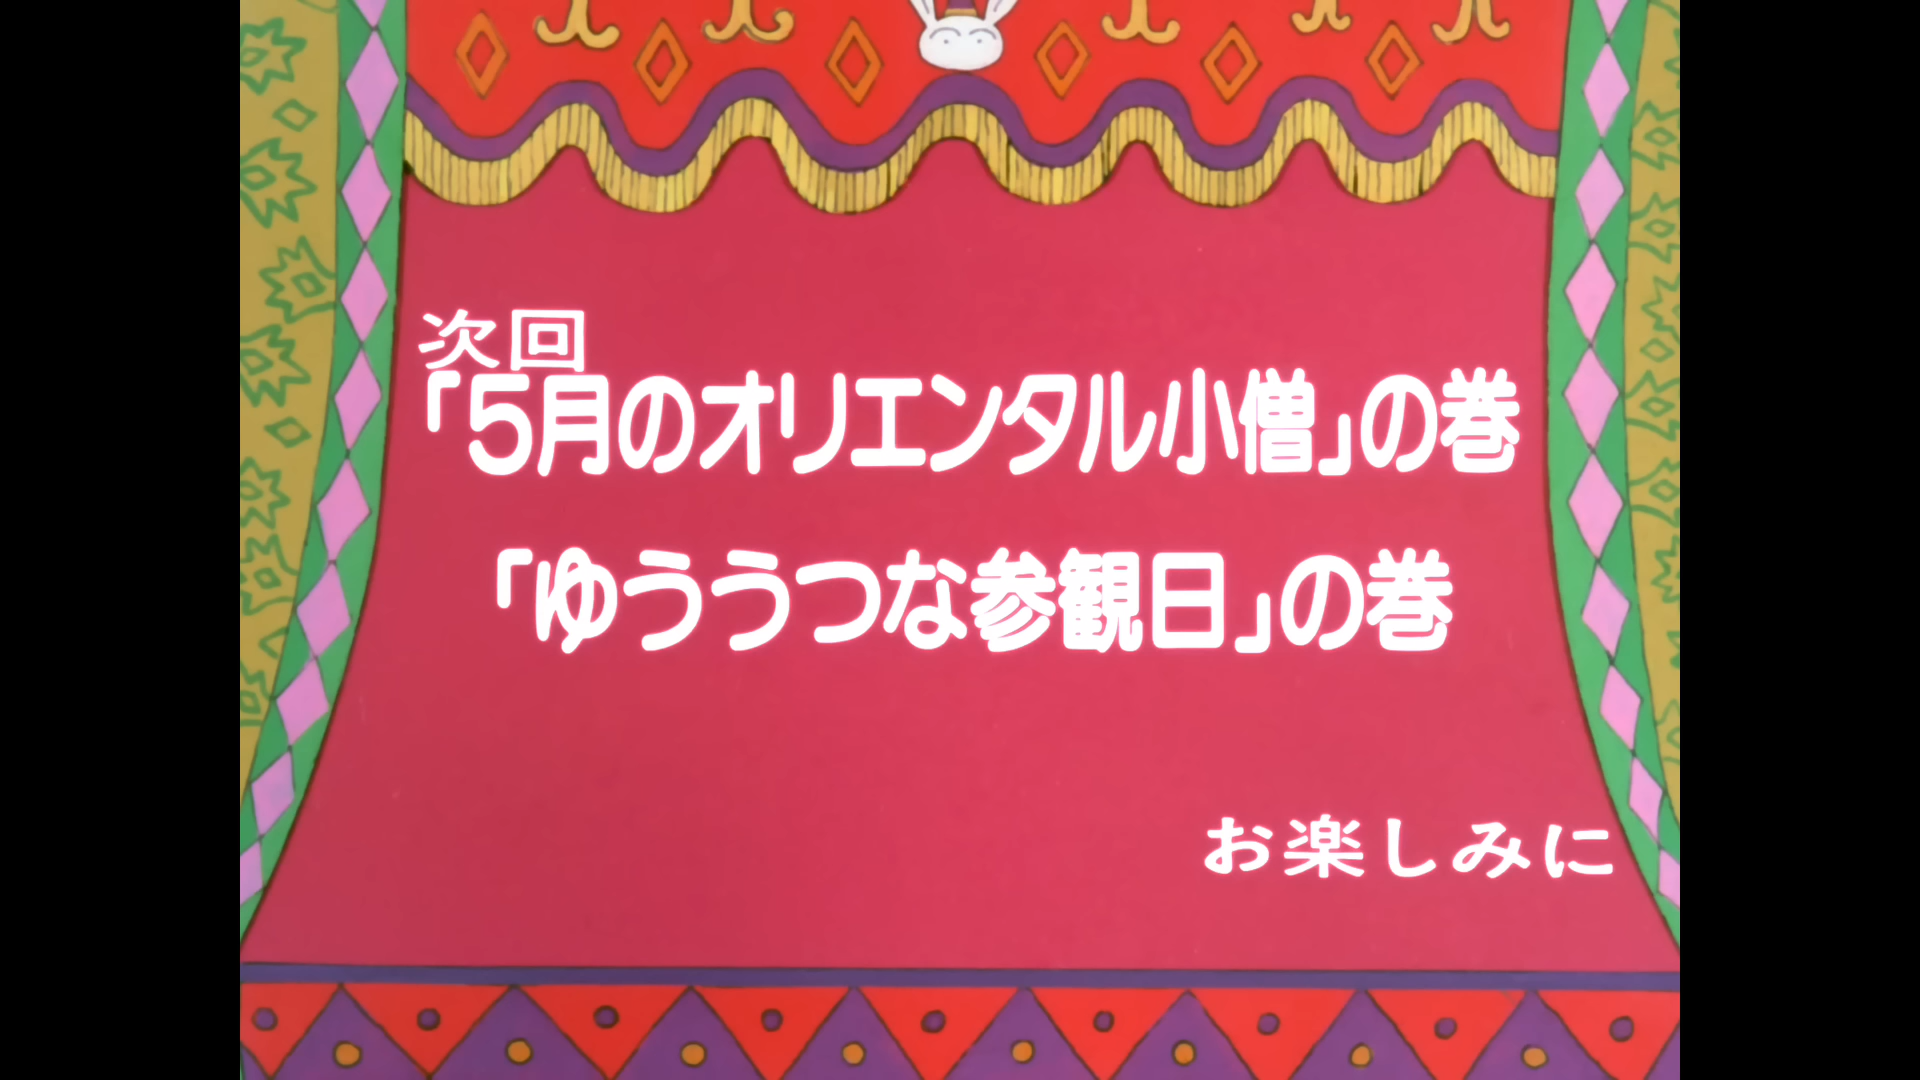 次回
「5月のオリエンタル小僧」の巻
「ゆううつな参観日」の巻
お楽しみに